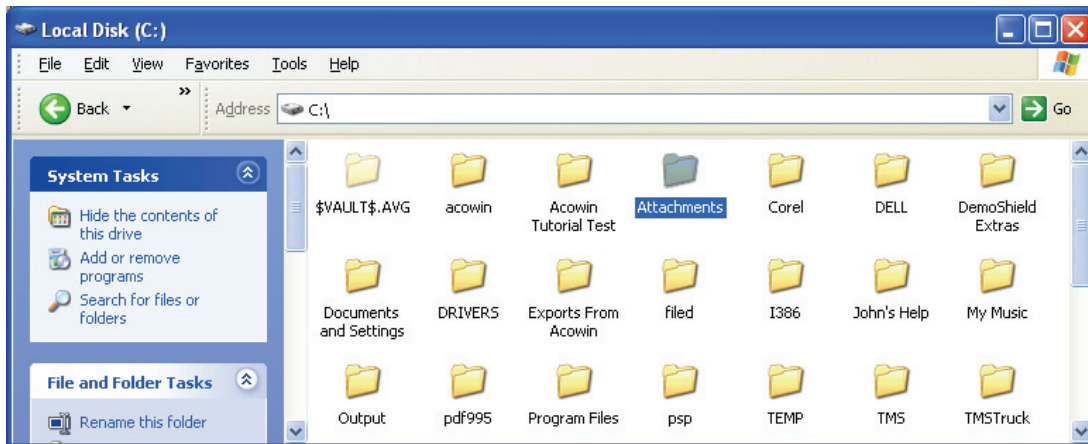 Local Disk (C:)
File Edit View Favorites Tools Help
Back » Address C:\ Go
System Tasks
Hide the contents of
this drive
Add or remove
programs
Search for files or
folders
File and Folder Tasks
Rename this folder
$VAULT$.AVG acowin Acowin Attachments Corel DELL DemoShield
Tutorial Test Extras
Documents DRIVERS Exports From filed I386 John's Help My Music
and Settings Acowin
Output pdf995 Program Files psp TEMP TMS TMSTruck